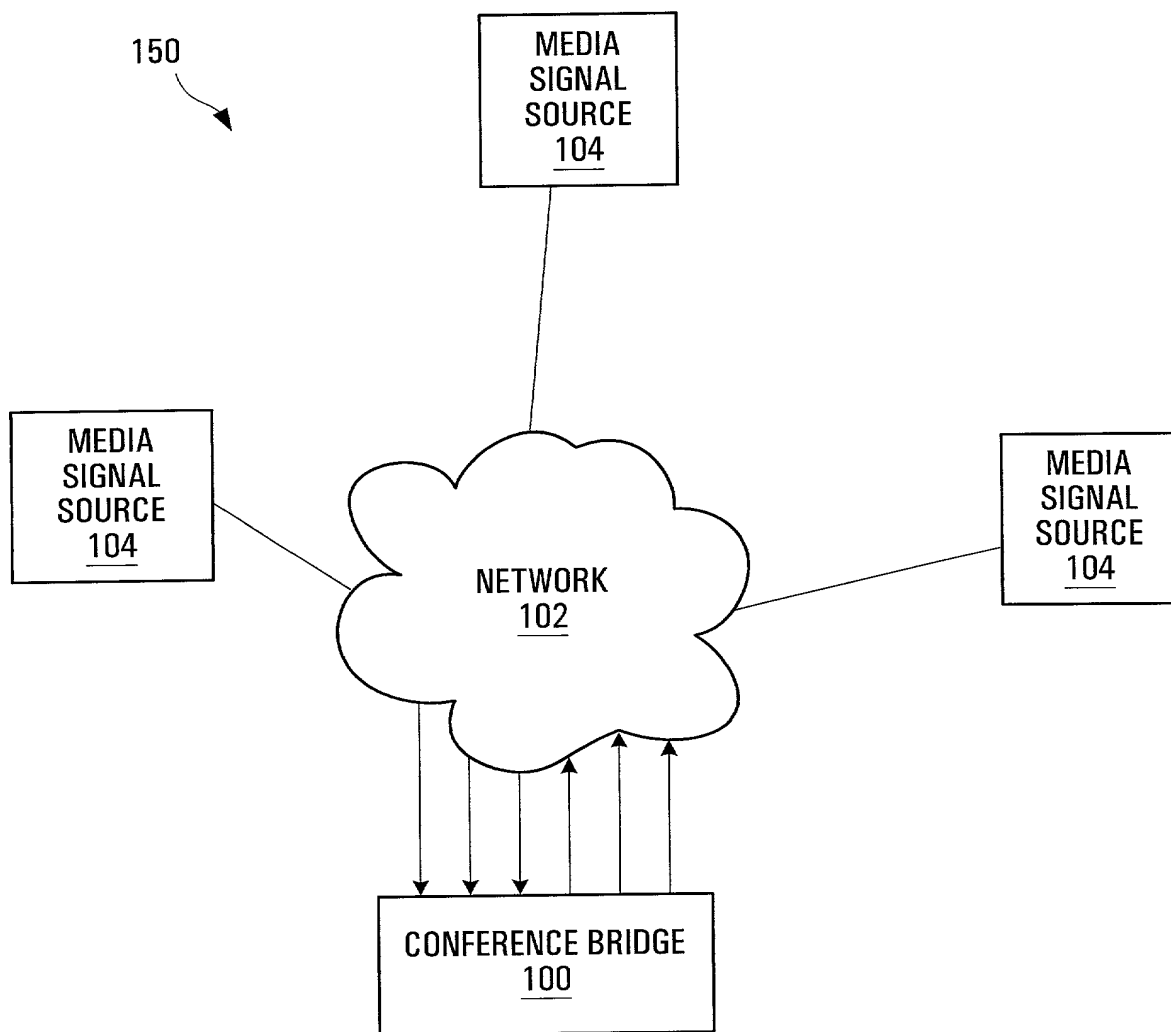 150
MEDIA
SIGNAL
SOURCE
104
MEDIA
SIGNAL
SOURCE
104
MEDIA
SIGNAL
SOURCE
104
NETWORK
102
CONFERENCE BRIDGE
100